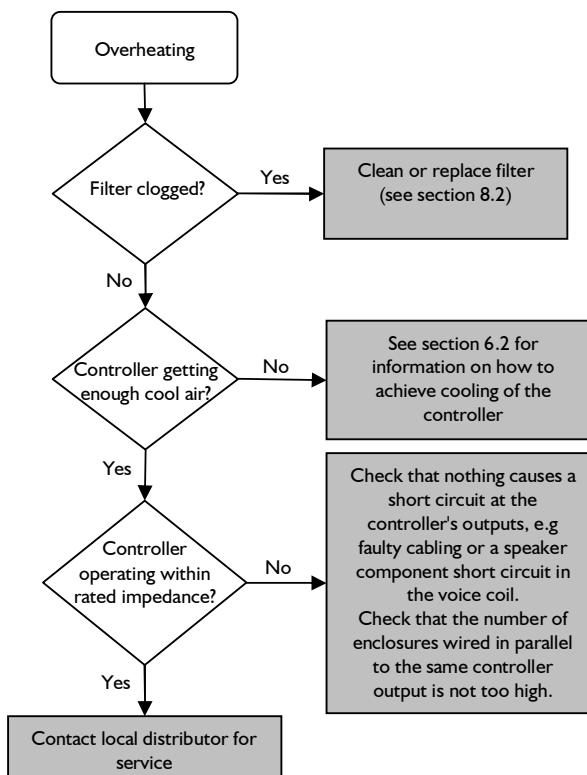 Overheating
Filter clogged?
Yes
Clean or replace filter
(see section 8.2)
No
Controller getting
enough cool air?
No
See section 6.2 for
information on how to
achieve cooling of the
controller
Yes
Controller
operating within
rated impedance?
No
Check that nothing causes a
short circuit at the
controller's outputs, e.g
faulty cabling or a speaker
component short circuit in
the voice coil.
Check that the number of
enclosures wired in parallel
to the same controller
output is not too high.
Yes
Contact local distributor for
service